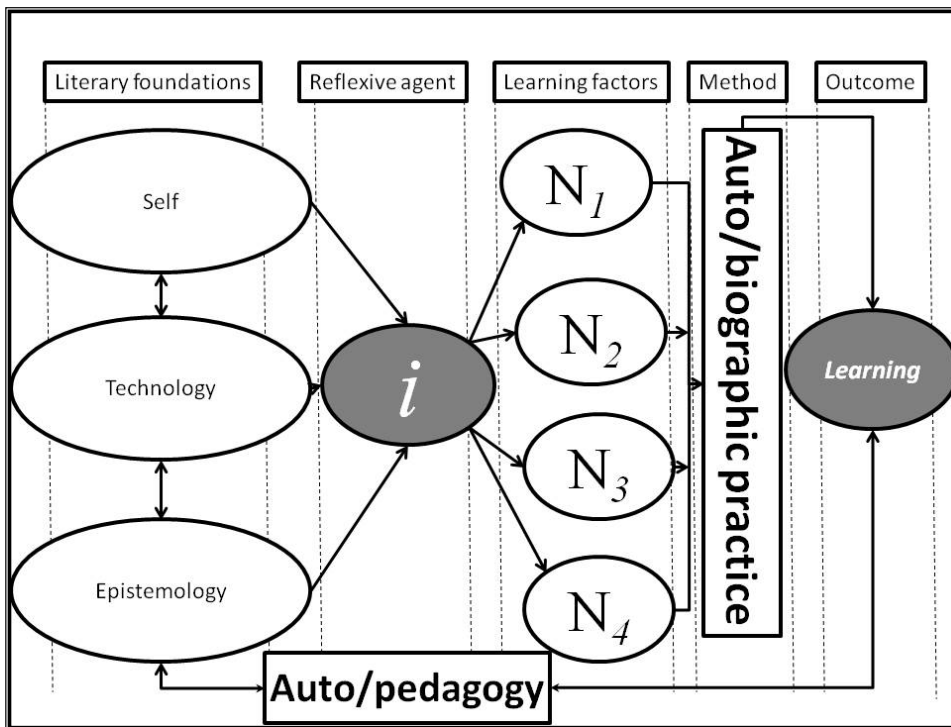 Literary foundations
Reflexive agent
Learning factors
Method
Outcome
Self
Technology
Epistemology
i
N1
N2
N3
N4
Auto/biographic practice
Learning
Auto/pedagogy